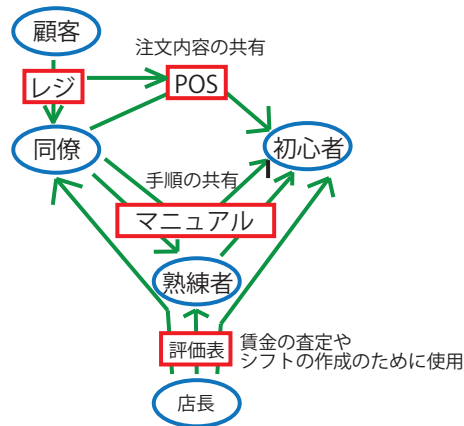 顧客
注文内容の共有
レジ
POS
同僚
初心者
手順の共有
マニュアル
熟練者
評価表
賃金の査定や
シフトの作成のために使用
店長